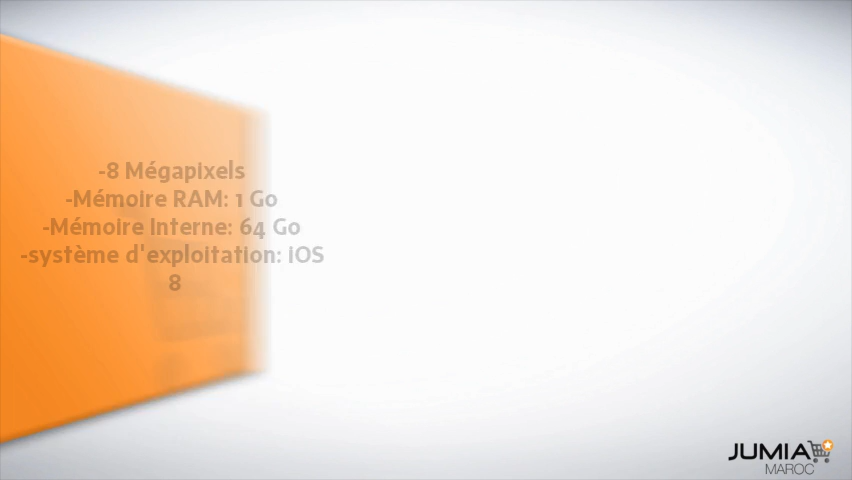 -8 Mégapixels
-Mémoire RAM: 1 Go
-Mémoire Interne: 64 Go
-système d'exploitation: iOS
8
JUMIA
MAROC